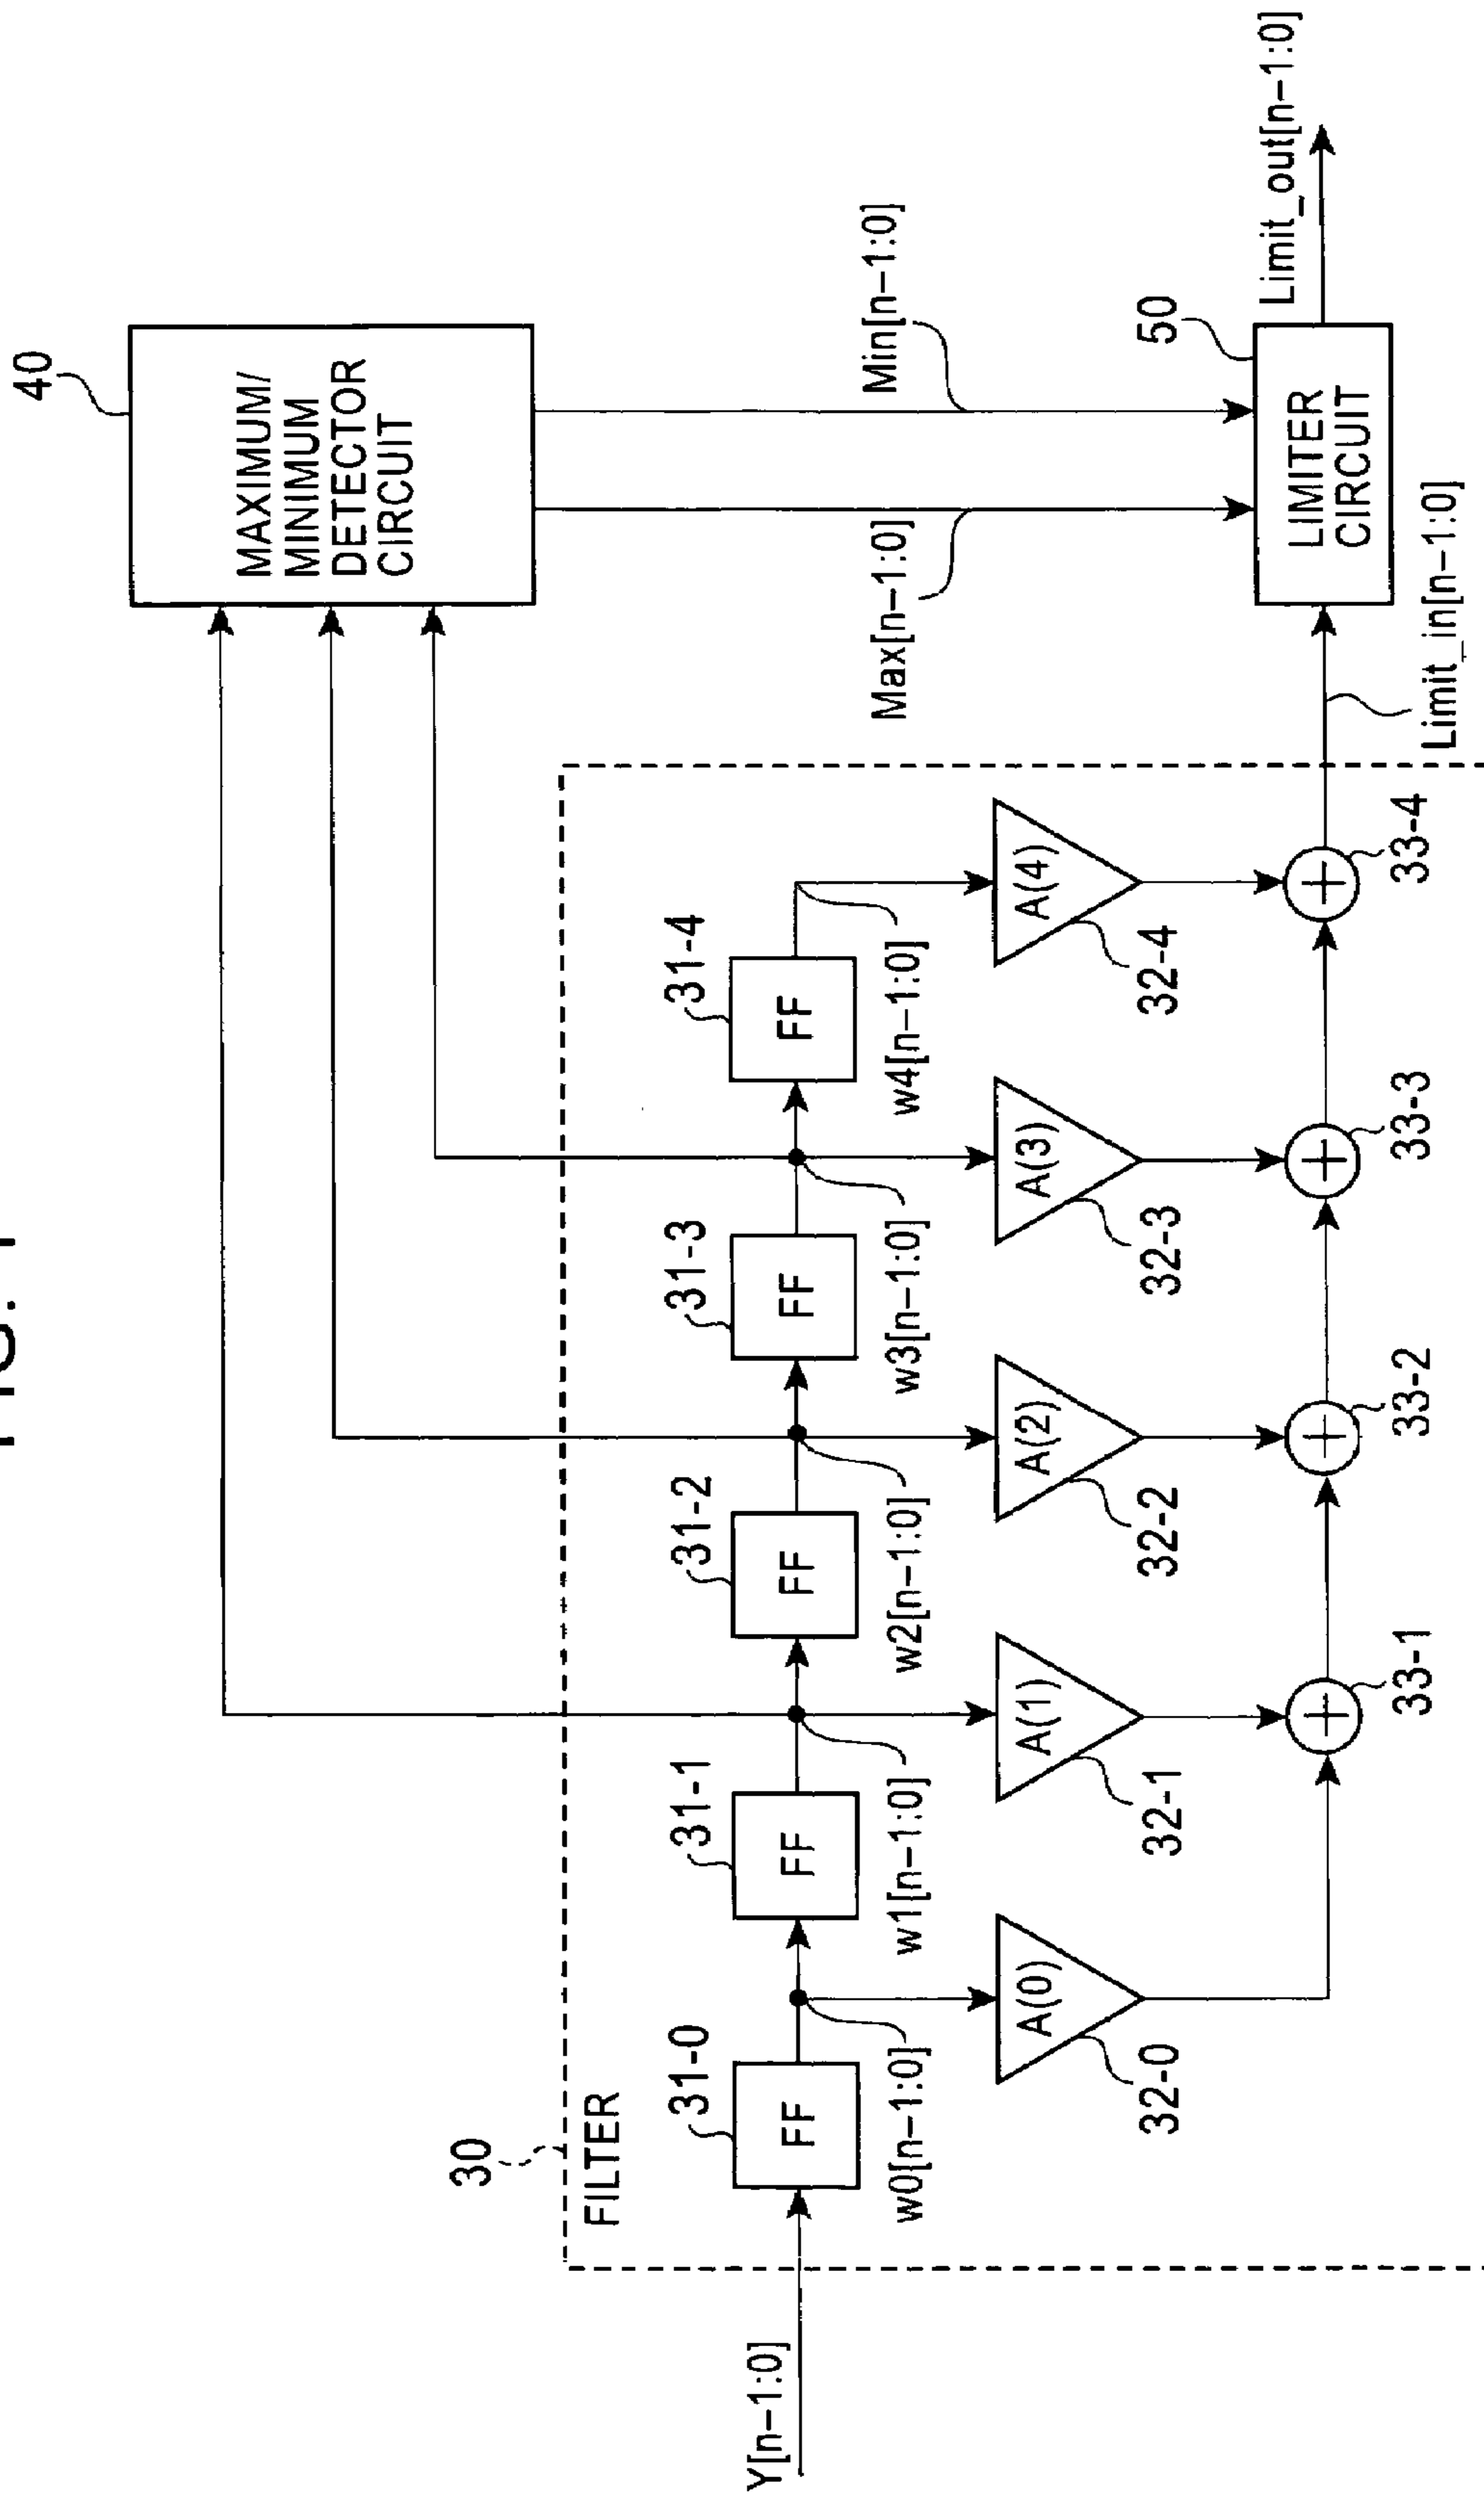 40
MAXIMUM/
MINIMUM
DETECTOR
CIRCUIT
30
FILTER
Y[n-1:0]
31-0
FF
31-1
FF
31-2
FF
31-3
FF
31-4
FF
w0[n-1:0]
w1[n-1:0]
w2[n-1:0]
w3[n-1:0]
w4[n-1:0]
Max[n-1:0]
Min[n-1:0]
A(0)
A(1)
A(2)
A(3)
A(4)
32-0
32-1
32-2
32-3
32-4
33-1
33-2
33-3
33-4
50
LIMITER
CIRCUIT
Limit_in[n-1:0]
Limit_out[n-1:0]